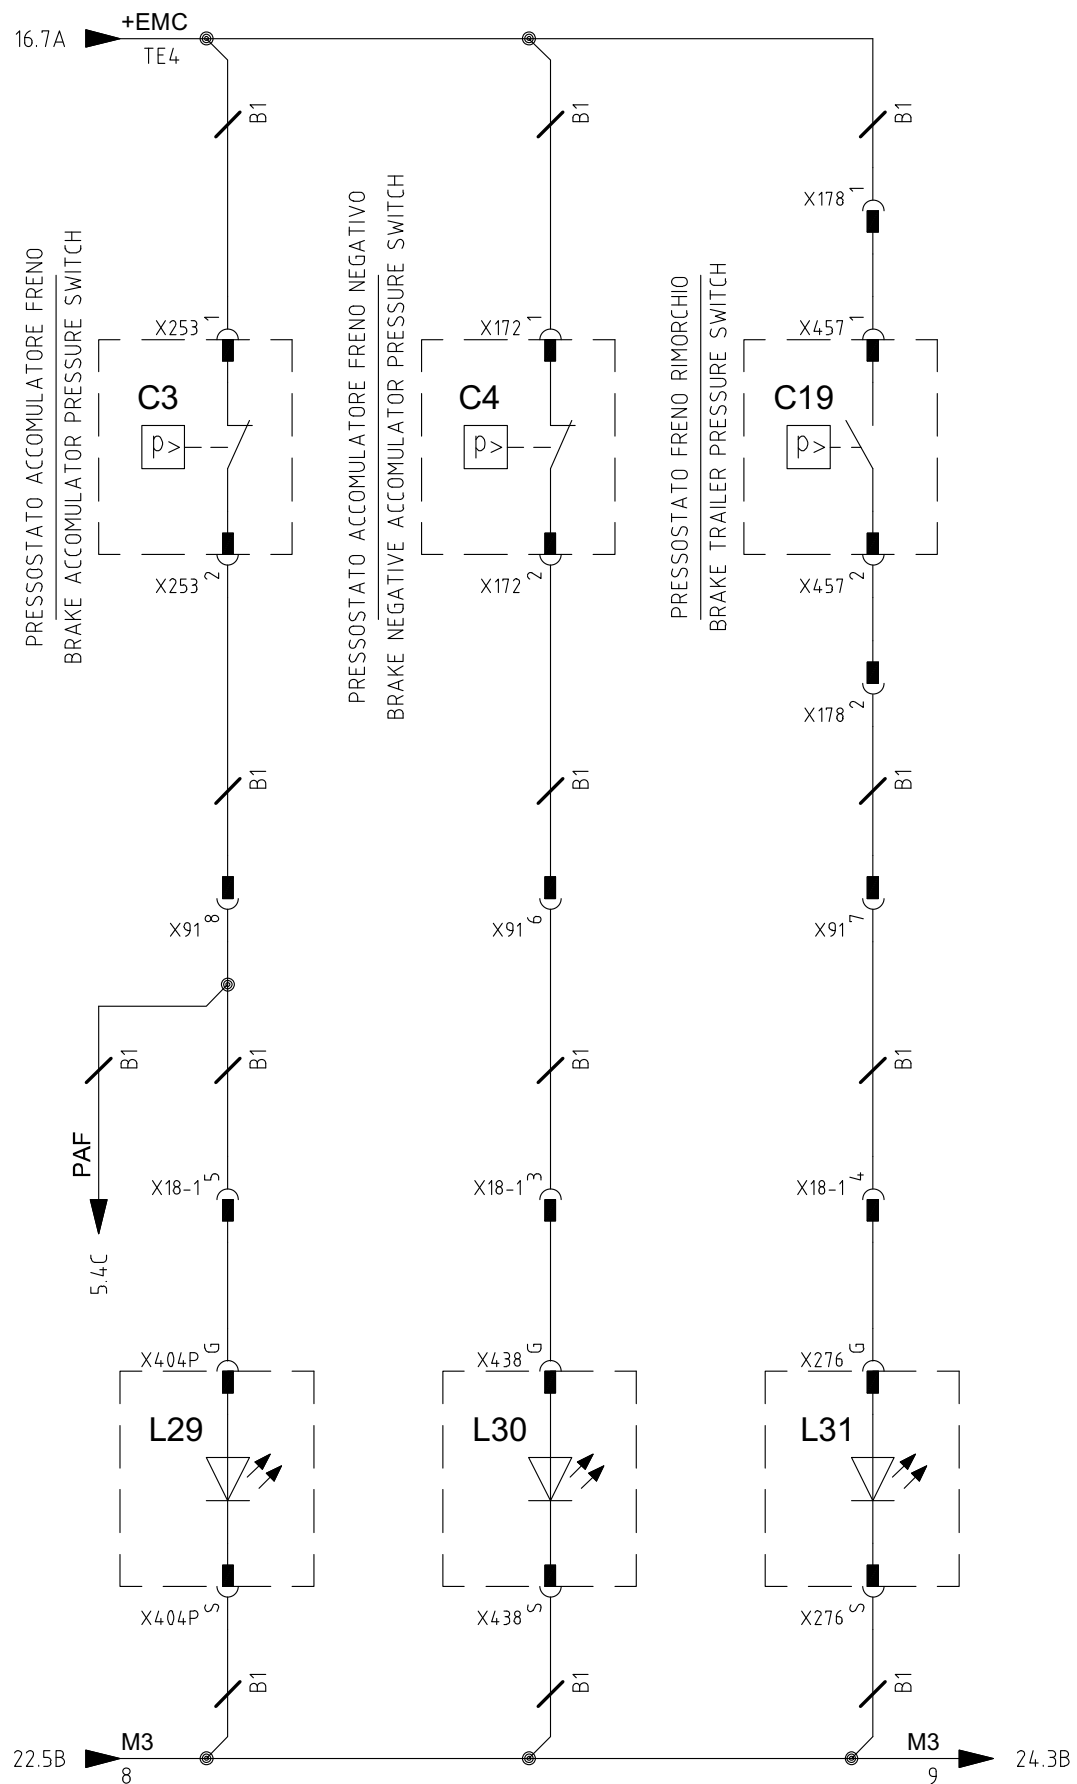 +EMC
16.7A
TE4
B1
B1
B1
X178 1
PRESSOSTATO ACCOMULATORE FRENO
BRAKE ACCOMULATOR PRESSURE SWITCH
PRESSOSTATO ACCOMULATORE FRENO NEGATIVO
BRAKE NEGATIVE ACCOMULATOR PRESSURE SWITCH
PRESSOSTATO FRENO RIMORCHIO
BRAKE TRAILER PRESSURE SWITCH
X253 1
X172 1
X457 1
C3
C4
C19
p>
p>
p>
X253 2
X172 2
X457 2
X178 2
B1
B1
B1
X91 8
X91 6
X91 7
B1
B1
B1
B1
PAF
5.4C
X18-1 5
X18-1 3
X18-1 4
X404P G
X438 G
X276 G
L29
L30
L31
X404P S
X438 S
X276 S
B1
B1
B1
22.5B
M3
8
M3
9
24.3B